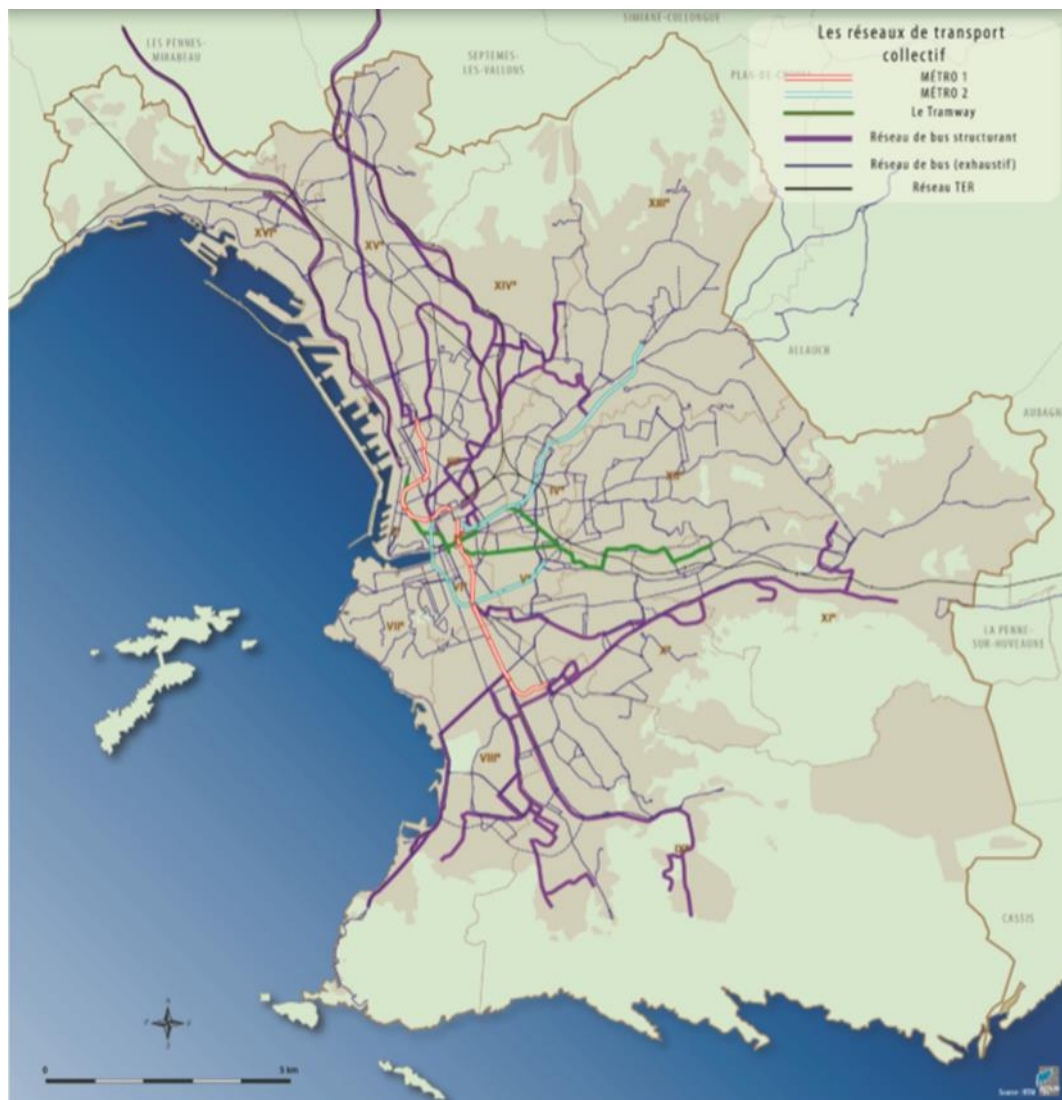 Les réseaux de transport
collectif
MÉTRO 1
MÉTRO 2
Le Tramway
Réseau de bus structurant
Réseau de bus (exhaustif)
Réseau TER
SIMIANE-COLLONGUE
LES PENNES-
MIRABEAU
SEPTEMES-
LES-VALLONS
XIIIᵉ
XVIᵉ
XVᵉ
XIVᵉ
ALLAUCH
AUBAGN
IVᵉ
XIIᵉ
VIᵉ
Vᵉ
VIIᵉ
XIᵉ
LA PENNE-
SUR-HUVEAUNE
Xᵉ
VIIIᵉ
CASSIS
0
5 km